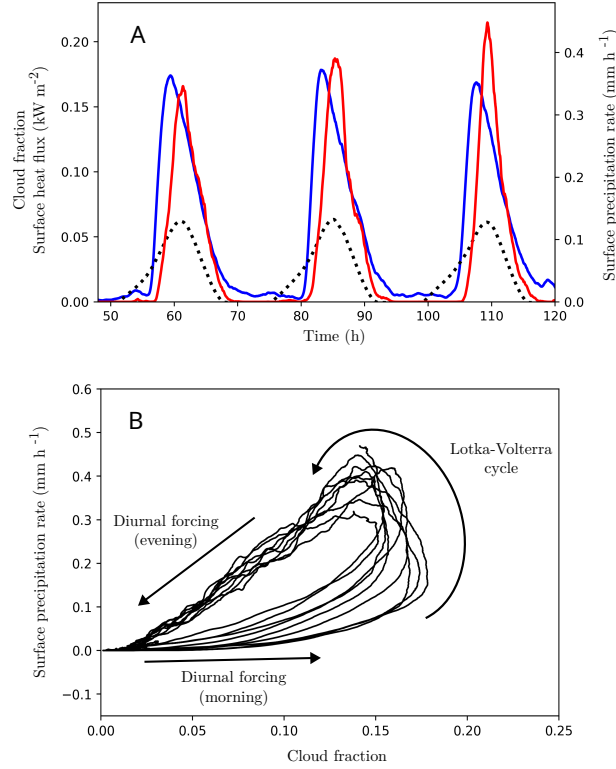 A
0.20
0.15
0.10
0.05
0.00
Cloud fraction
Surface heat flux (kW m-2)
0.4
0.3
0.2
0.1
0.0
Surface precipitation rate (mm h-1)
50 60 70 80 90 100 110 120
Time (h)
B
0.6
0.5
0.4
0.3
0.2
0.1
0.0
−0.1
Surface precipitation rate (mm h-1)
Lotka-Volterra
cycle
Diurnal forcing
(evening)
Diurnal forcing
(morning)
0.00 0.05 0.10 0.15 0.20 0.25
Cloud fraction